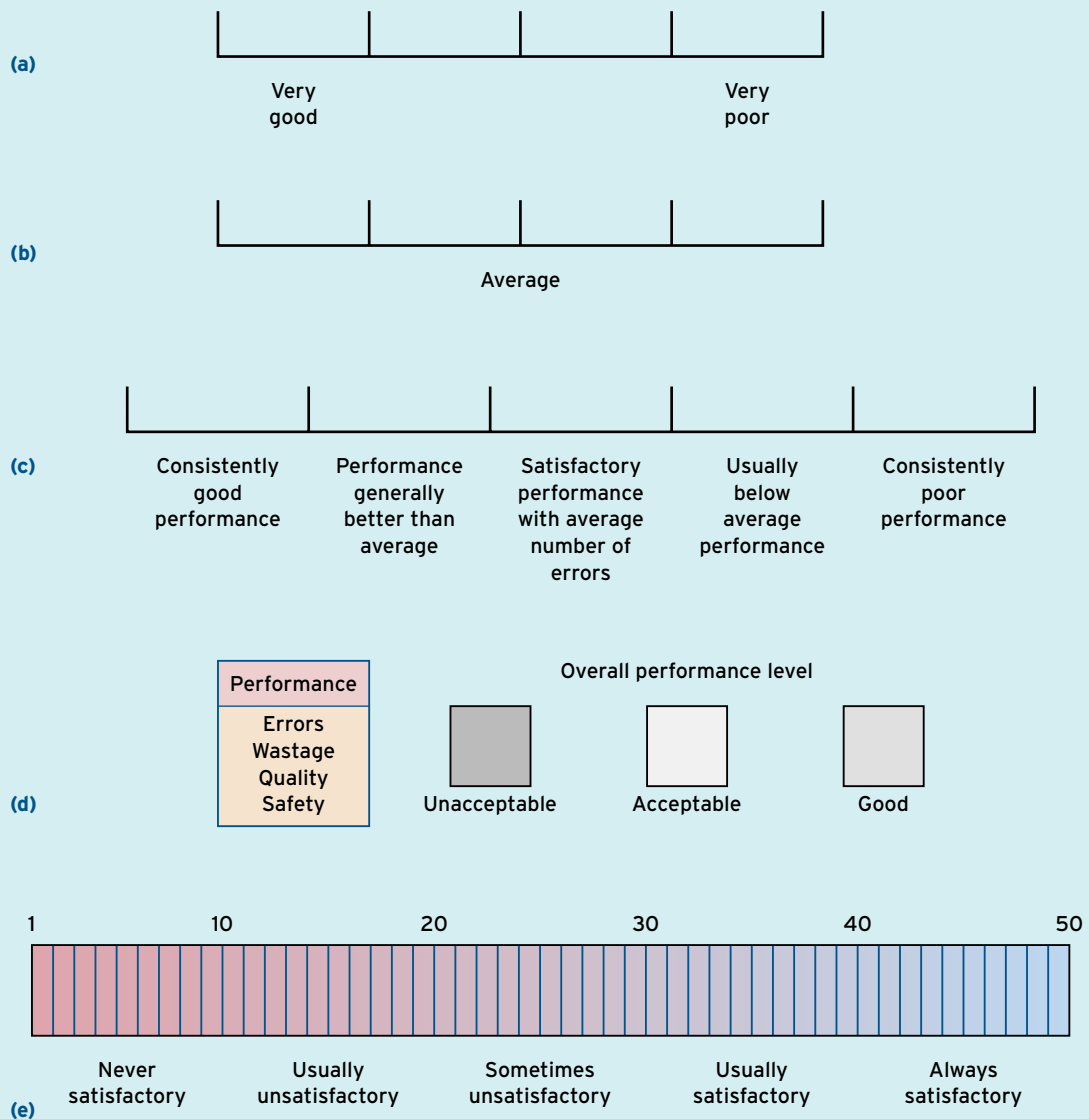 (a)
Very
good
Very
poor
(b)
Average
(c)
Consistently
good
performance
Performance
generally
better than
average
Satisfactory
performance
with average
number of
errors
Usually
below
average
performance
Consistently
poor
performance
(d)
Performance
Errors
Wastage
Quality
Safety
Overall performance level
Unacceptable
Acceptable
Good
1 10 20 30 40 50
(e)
Never
satisfactory
Usually
unsatisfactory
Sometimes
unsatisfactory
Usually
satisfactory
Always
satisfactory